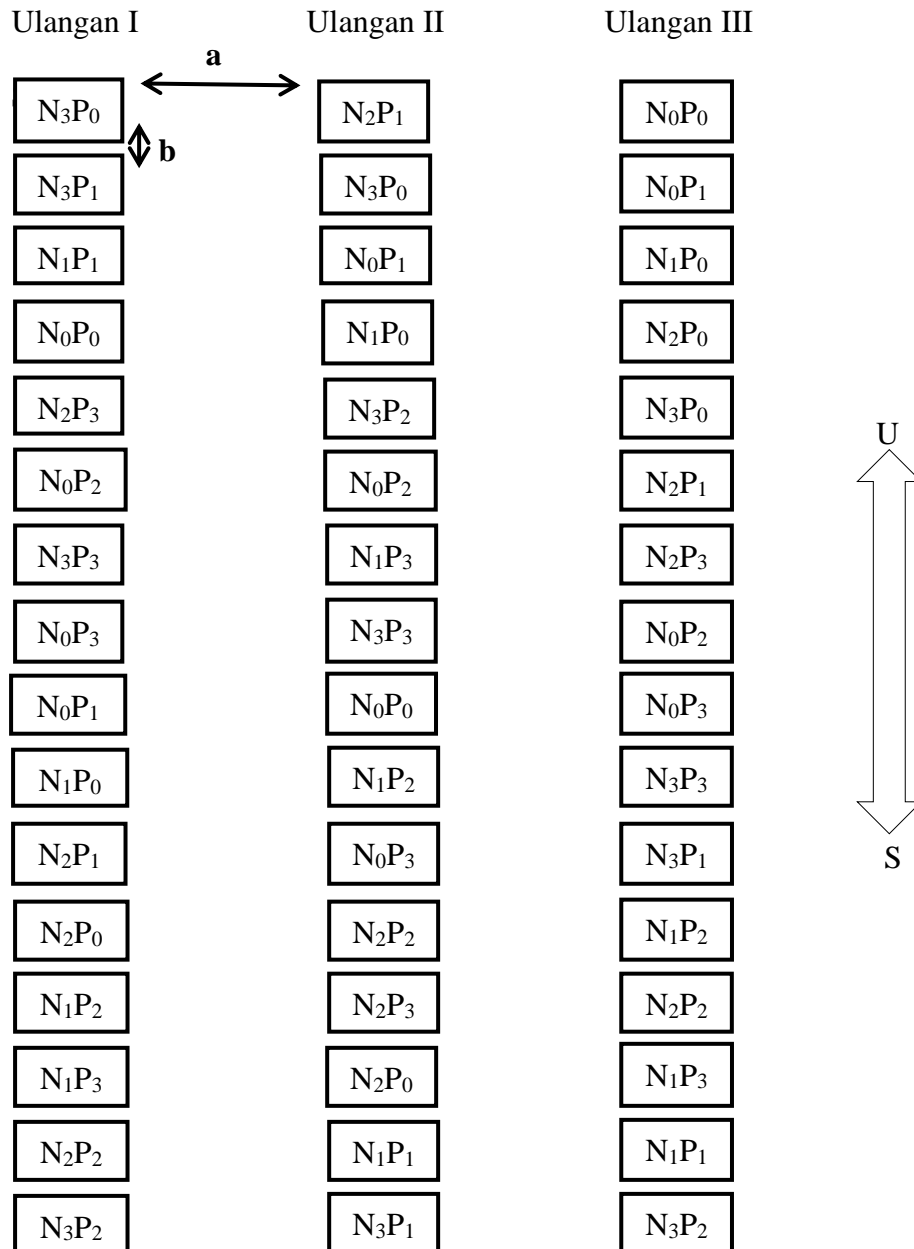 Ulangan I Ulangan II Ulangan III
a
N₃P₀ N₂P₁ N₀P₀
b
N₃P₁ N₃P₀ N₀P₁
N₁P₁ N₀P₁ N₁P₀
N₀P₀ N₁P₀ N₂P₀
N₂P₃ N₃P₂ N₃P₀
U
N₀P₂ N₀P₂ N₂P₁
N₃P₃ N₁P₃ N₂P₃
N₀P₃ N₃P₃ N₀P₂
N₀P₁ N₀P₀ N₀P₃
N₁P₀ N₁P₂ N₃P₃
N₂P₁ N₀P₃ N₃P₁
S
N₂P₀ N₂P₂ N₁P₂
N₁P₂ N₂P₃ N₂P₂
N₁P₃ N₂P₀ N₁P₃
N₂P₂ N₁P₁ N₁P₁
N₃P₂ N₃P₁ N₃P₂